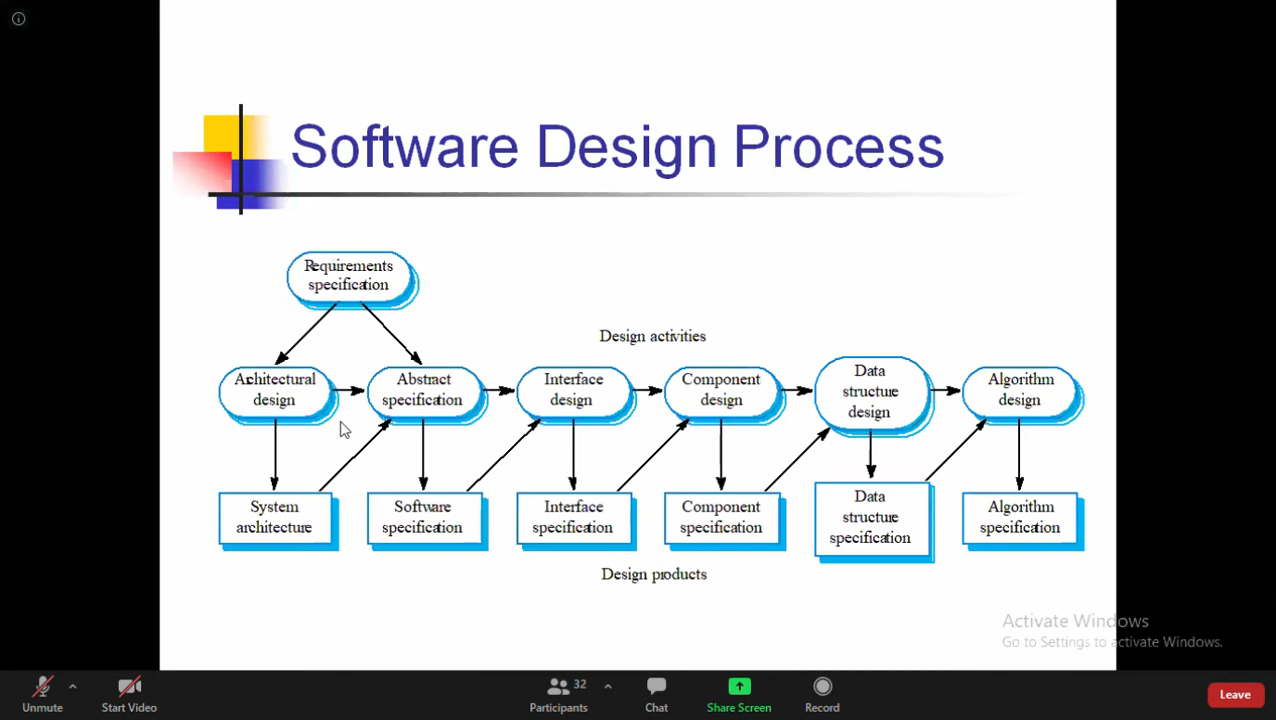 Software Design Process
Requirements
specification
Design activities
Architectural
design
Abstract
specification
Interface
design
Component
design
Data
structure
design
Algorithm
design
System
architecture
Software
specification
Interface
specification
Component
specification
Data
structure
specification
Algorithm
specification
Design products
Activate Windows
Go to Settings to activate Windows.
Unmute
Start Video
32
Participants
Chat
Share Screen
Record
Leave